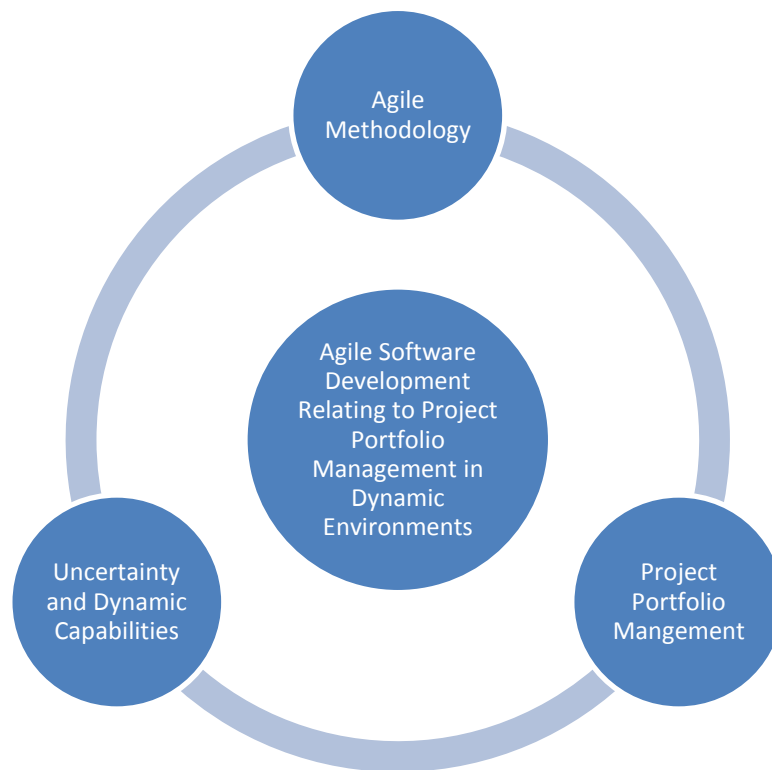 Agile
Methodology
Agile Software
Development
Relating to Project
Portfolio
Management in
Dynamic
Environments
Uncertainty
and Dynamic
Capabilities
Project
Portfolio
Mangement